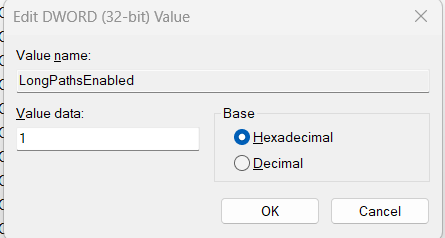 Edit DWORD (32-bit) Value
Value name:
LongPathsEnabled
Value data:
1
Base
Hexadecimal
Decimal
OK
Cancel